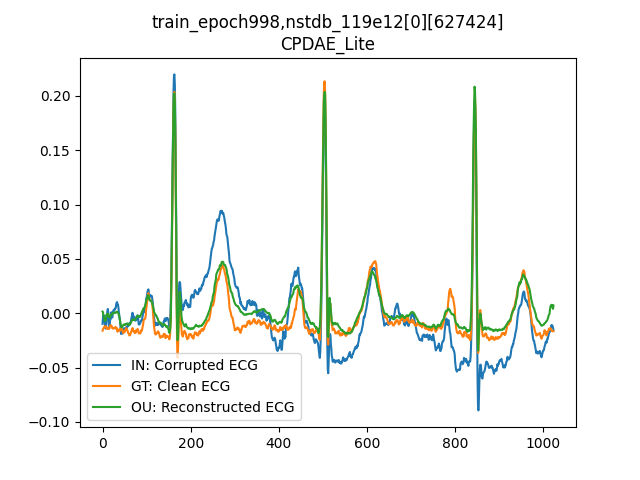 train_epoch998,nstdb_119e12[0][627424]
CPDAE_Lite
0.20
0.15
0.10
0.05
0.00
−0.05
−0.10
IN: Corrupted ECG
GT: Clean ECG
OU: Reconstructed ECG
0 200 400 600 800 1000